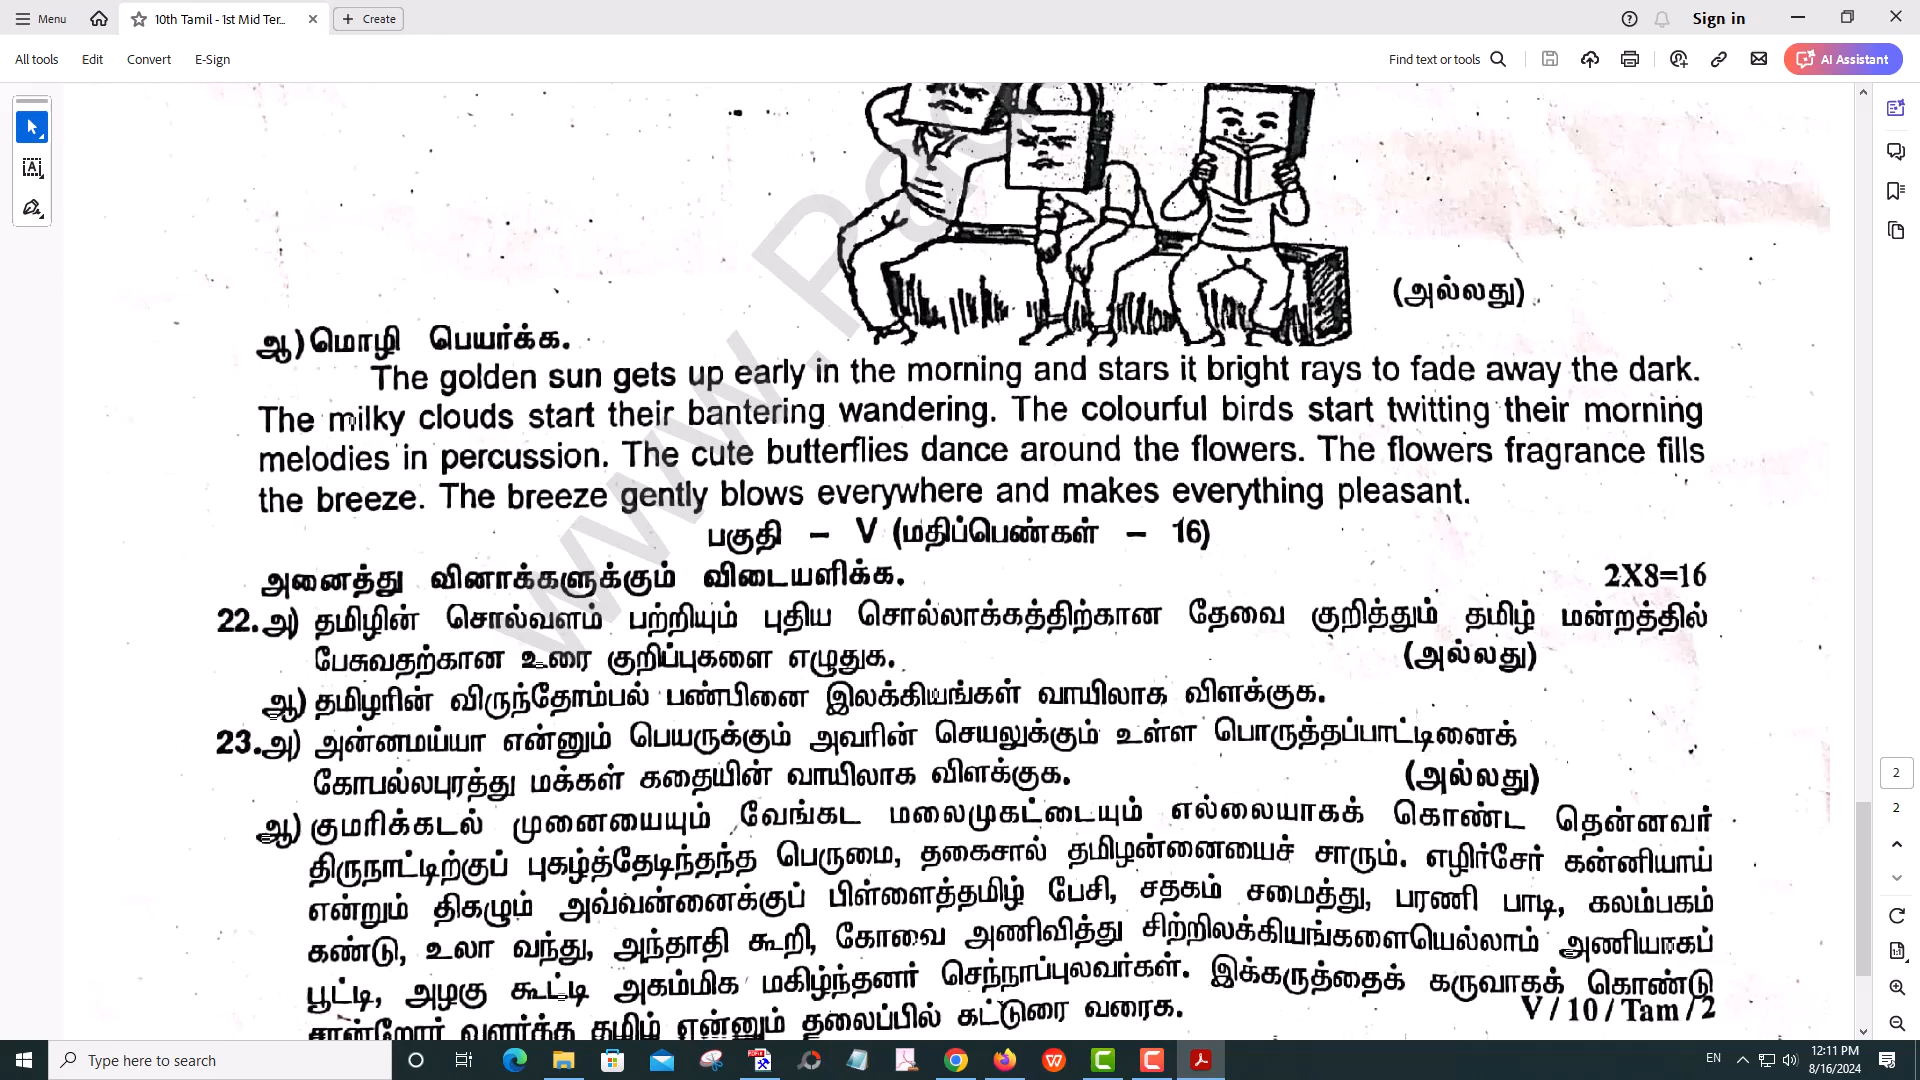 Menu
10th Tamil - 1st Mid Ter...
Create
Sign in
All tools Edit Convert E-Sign
Find text or tools
AI Assistant
(அல்லது)
ஆ) மொழி பெயர்க்க.
The golden sun gets up early in the morning and stars it bright rays to fade away the dark.
The milky clouds start their bantering wandering. The colourful birds start twitting their morning
melodies in percussion. The cute butterflies dance around the flowers. The flowers fragrance fills
the breeze. The breeze gently blows everywhere and makes everything pleasant.
பகுதி – V (மதிப்பெண்கள் – 16)
அனைத்து வினாக்களுக்கும் விடையளிக்க. 2X8=16
22. அ) தமிழின் சொல்வளம் பற்றியும் புதிய சொல்லாக்கத்திற்கான தேவை குறித்தும் தமிழ் மன்றத்தில்
பேசுவதற்கான உரை குறிப்புகளை எழுதுக. (அல்லது)
ஆ) தமிழரின் விருந்தோம்பல் பண்பினை இலக்கியங்கள் வாயிலாக விளக்குக.
23. அ) அன்னமய்யா என்னும் பெயருக்கும் அவரின் செயலுக்கும் உள்ள பொருத்தப்பாட்டினைக்
கோபல்லபுரத்து மக்கள் கதையின் வாயிலாக விளக்குக. (அல்லது)
ஆ) குமரிக்கடல் முனையையும் வேங்கட மலைமுகட்டையும் எல்லையாகக் கொண்ட தென்னவர்
திருநாட்டிற்குப் புகழ்த்தேடிந்தந்த பெருமை, தகைசால் தமிழன்னையைச் சாரும். எழிர்சேர் கன்னியாய்
என்றும் திகழும் அவ்வன்னைக்குப் பிள்ளைத்தமிழ் பேசி, சதகம் சமைத்து, பரணி பாடி, கலம்பகம்
கண்டு, உலா வந்து, அந்தாதி கூறி, கோவை அணிவித்து சிற்றிலக்கியங்களையெல்லாம் அணியாகப்
பூட்டி, அழகு கூட்டி அகம்மிக மகிழ்ந்தனர் செந்நாப்புலவர்கள். இக்கருத்தைக் கருவாகக் கொண்டு
சான்றோர் வளர்த்த தமிழ் என்னும் தலைப்பில் கட்டுரை வரைக. V / 10 / Tam / 2
2
2
Type here to search
EN
12:11 PM
8/16/2024